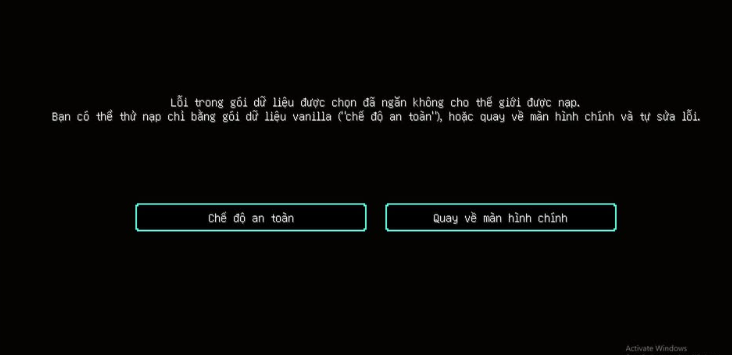 Lỗi trong gói dữ liệu được chọn đã ngăn không cho thế giới được nạp.
Bạn có thể thử nạp chỉ bằng gói dữ liệu vanilla ("chế độ an toàn"), hoặc quay về màn hình chính và tự sửa lỗi.
Chế độ an toàn
Quay về màn hình chính
Activate Windows